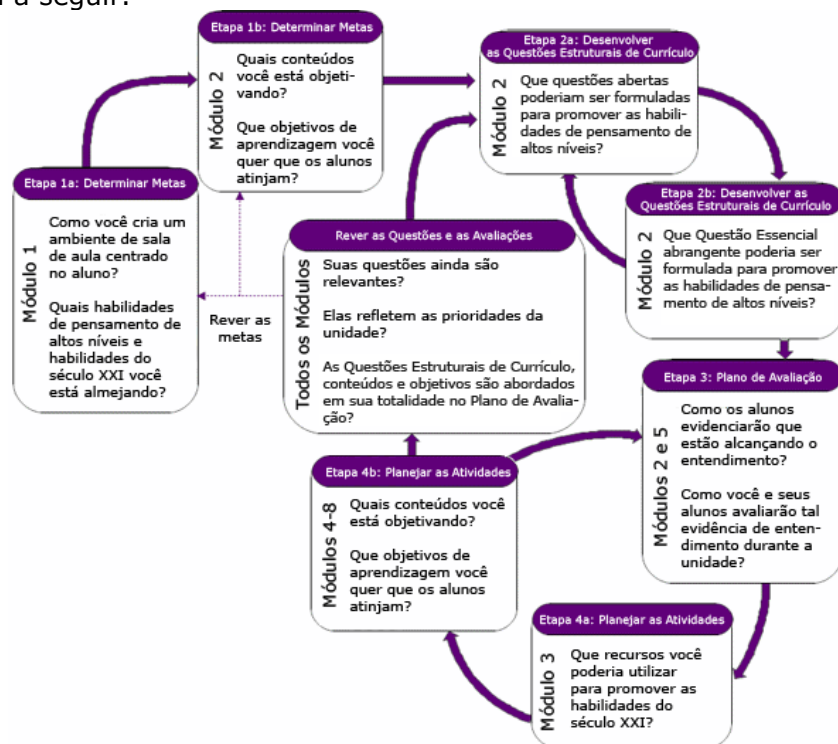 a seguir:
Etapa 1b: Determinar Metas
Módulo 2
Quais conteúdos
você está objeti-
vando?
Que objetivos de
aprendizagem você
quer que os alunos
atinjam?
Etapa 2a: Desenvolver
as Questões Estruturais de Currículo
Módulo 2
Que questões abertas
poderiam ser formuladas
para promover as habili-
dades de pensamento de
altos níveis?
Etapa 1a: Determinar Metas
Módulo 1
Como você cria um
ambiente de sala
de aula centrado
no aluno?
Quais habilidades
de pensamento de
altos níveis e
habilidades do
século XXI você
está almejando?
Etapa 2b: Desenvolver as
Questões Estruturais de Currículo
Módulo 2
Que Questão Essencial
abrangente poderia ser
formulada para promover
as habilidades de pensa-
mento de altos níveis?
Rever as
metas
Rever as Questões e as Avaliações
Todos os Módulos
Suas questões ainda são
relevantes?
Elas refletem as prioridades da
unidade?
As Questões Estruturais de Currículo,
conteúdos e objetivos são abordados
em sua totalidade no Plano de Avalia-
ção?
Etapa 3: Plano de Avaliação
Módulos 2 e 5
Como os alunos
evidenciarão que
estão alcançando o
entendimento?
Como você e seus
alunos avaliarão tal
evidência de enten-
dimento durante a
unidade?
Etapa 4b: Planejar as Atividades
Módulos 4-8
Quais conteúdos você
está objetivando?
Que objetivos de
aprendizagem você
quer que os alunos
atinjam?
Etapa 4a: Planejar as Atividades
Módulo 3
Que recursos você
poderia utilizar
para promover as
habilidades do
século XXI?